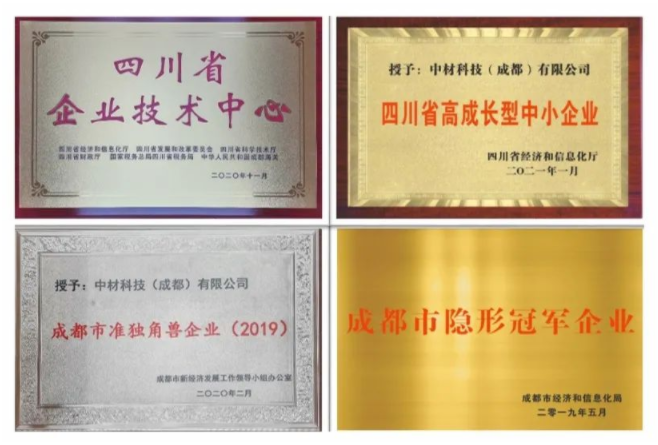 四川省
企业技术中心
四川省经济和信息化厅 四川省发展和改革委员会 四川省科学技术厅
四川省财政厅 国家税务总局四川省税务局 中华人民共和国成都海关
二〇二〇年十一月
授予：中材科技（成都）有限公司
四川省高成长型中小企业
四川省经济和信息化厅
二〇二一年一月
授予：中材科技（成都）有限公司
成都市准独角兽企业（2019）
成都市新经济发展工作领导小组办公室
二〇二〇年二月
成都市隐形冠军企业
成都市经济和信息化局
二零一九年五月